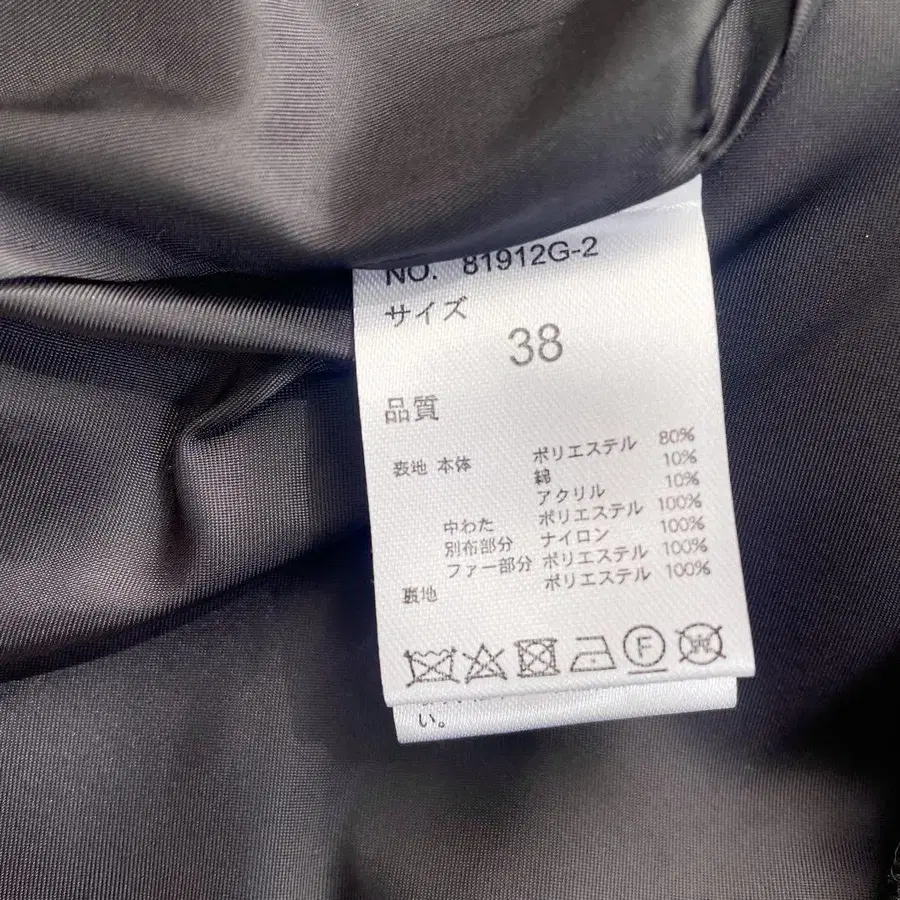 NO. 81912G-2
サイズ
38
品質
表地 本体 ポリエステル 80%
綿 10%
アクリル 10%
中わた ポリエステル 100%
別布部分 ナイロン 100%
ファー部分 ポリエステル 100%
裏地 ポリエステル 100%
F
W
い。